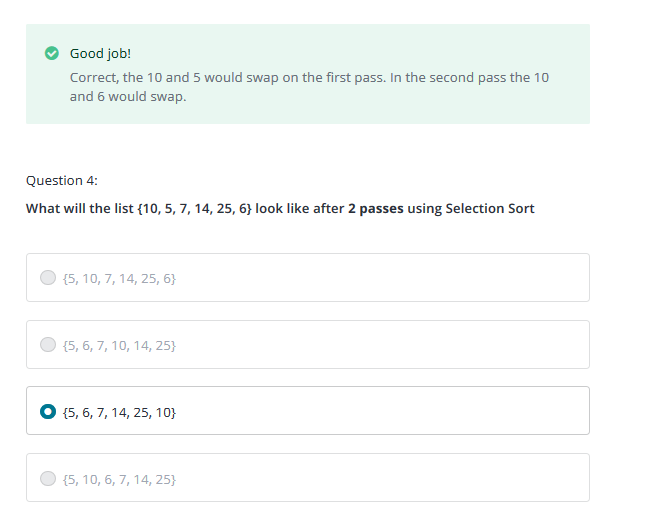 Good job!
Correct, the 10 and 5 would swap on the first pass. In the second pass the 10
and 6 would swap.
Question 4:
What will the list {10, 5, 7, 14, 25, 6} look like after 2 passes using Selection Sort
{5, 10, 7, 14, 25, 6}
{5, 6, 7, 10, 14, 25}
{5, 6, 7, 14, 25, 10}
{5, 10, 6, 7, 14, 25}